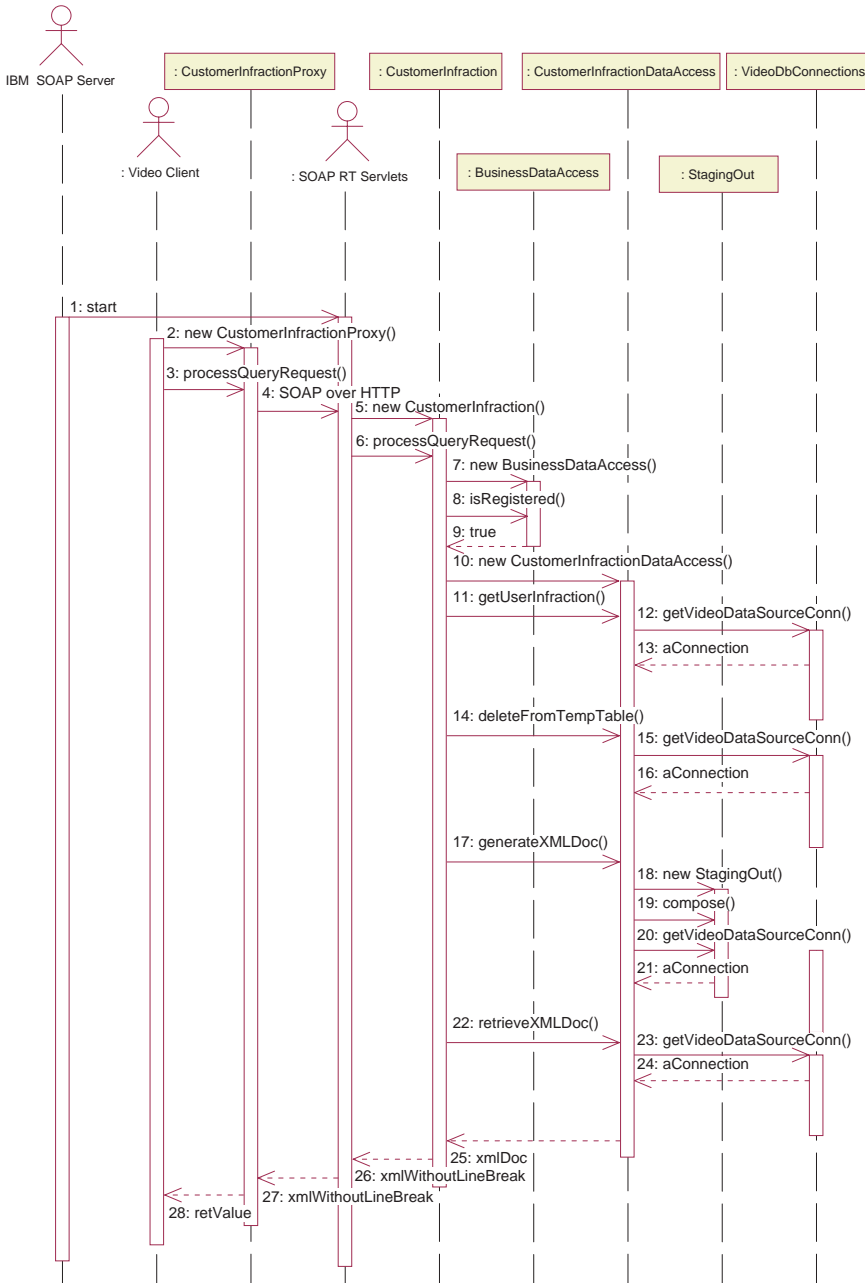 IBM  SOAP Server
: CustomerInfractionProxy
: CustomerInfraction
: CustomerInfractionDataAccess
: VideoDbConnections
: Video Client
: SOAP RT Servlets
: BusinessDataAccess
: StagingOut
1: start
2: new CustomerInfractionProxy()
3: processQueryRequest()
4: SOAP over HTTP
5: new CustomerInfraction()
6: processQueryRequest()
7: new BusinessDataAccess()
8: isRegistered()
9: true
10: new CustomerInfractionDataAccess()
11: getUserInfraction()
12: getVideoDataSourceConn()
13: aConnection
14: deleteFromTempTable()
15: getVideoDataSourceConn()
16: aConnection
17: generateXMLDoc()
18: new StagingOut()
19: compose()
20: getVideoDataSourceConn()
21: aConnection
22: retrieveXMLDoc()
23: getVideoDataSourceConn()
24: aConnection
25: xmlDoc
26: xmlWithoutLineBreak
27: xmlWithoutLineBreak
28: retValue